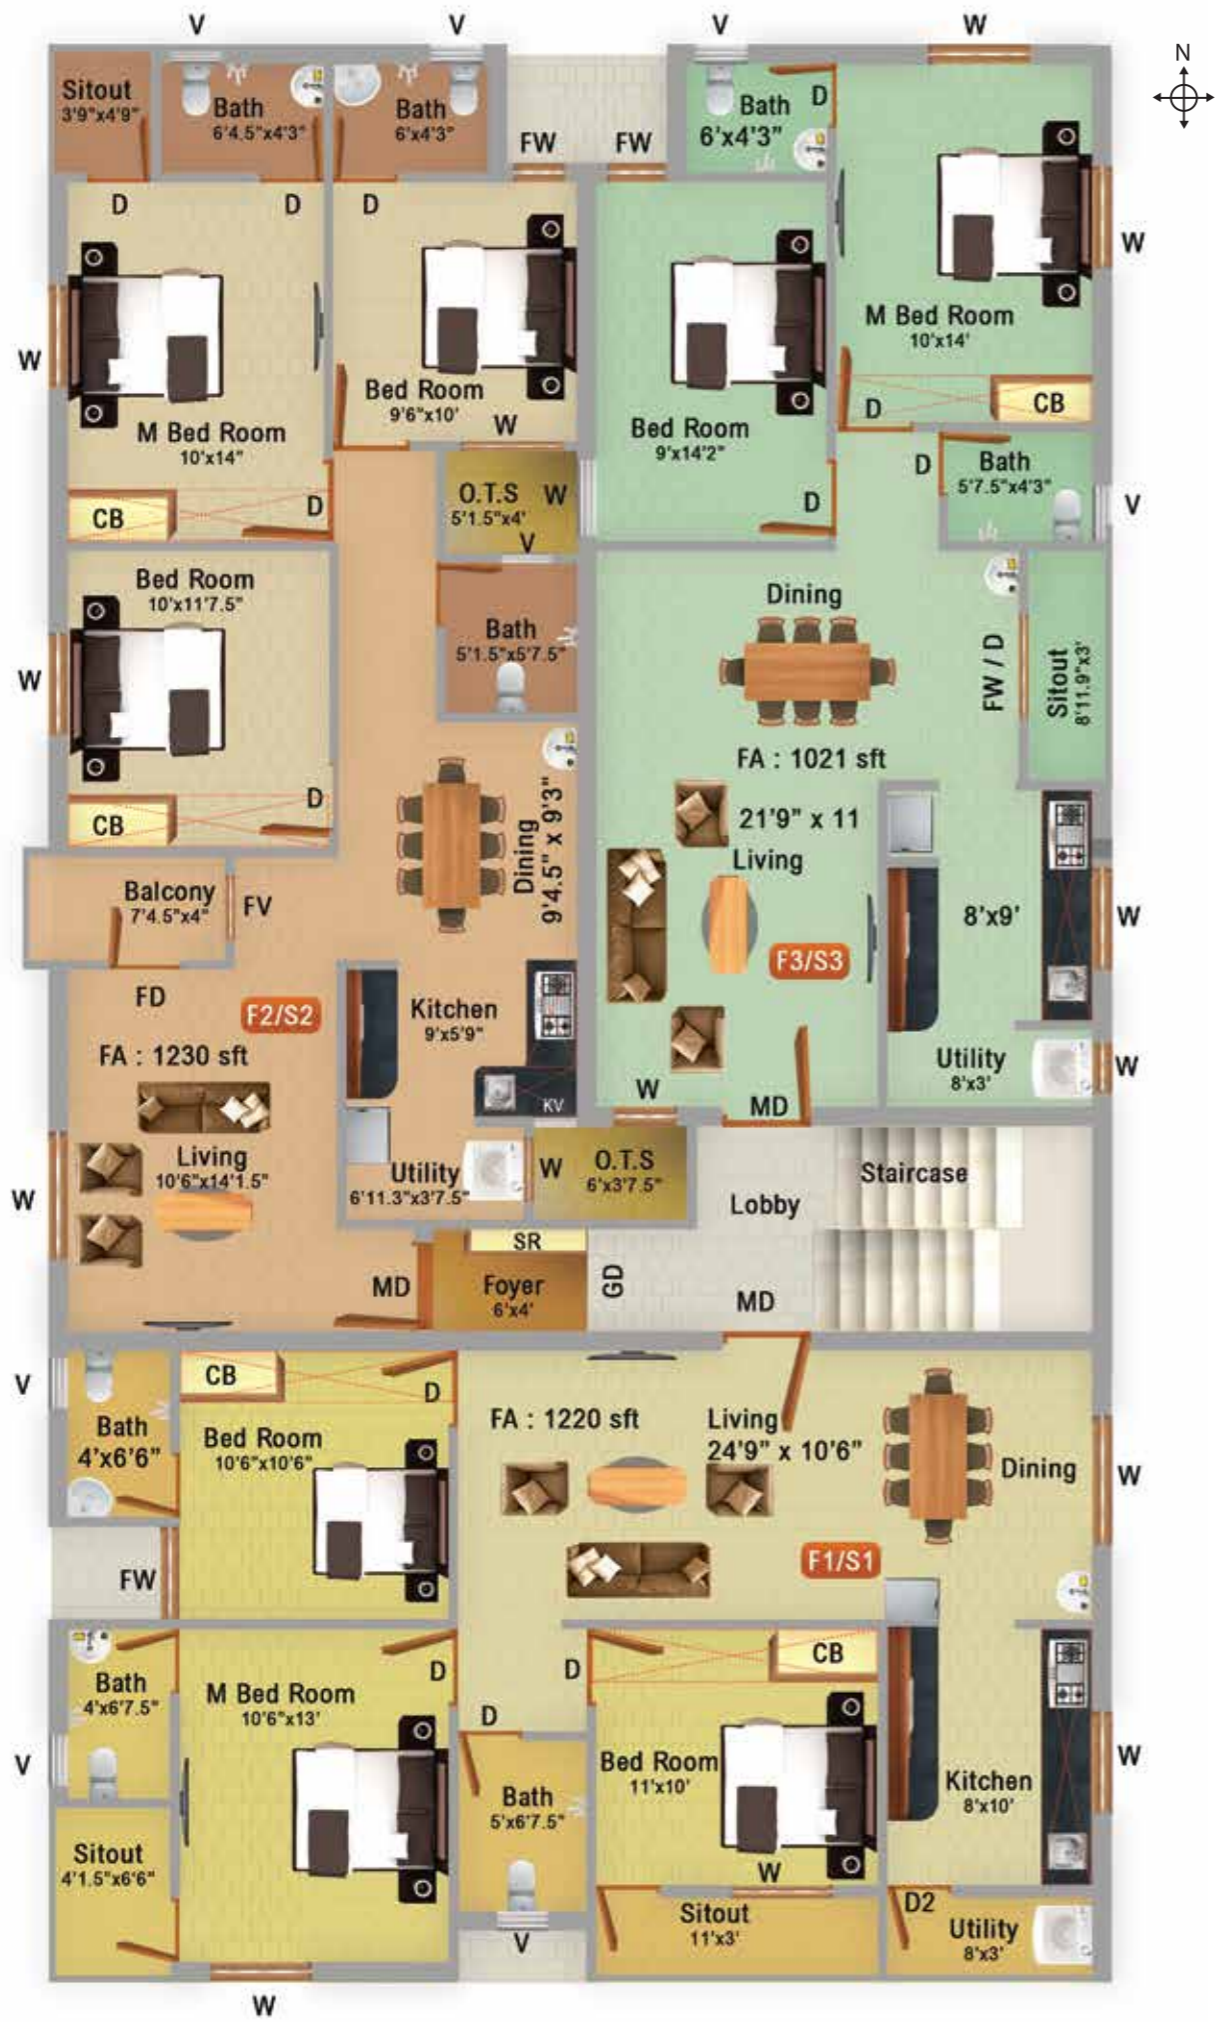 V
V
V
W
N
Sitout
3'9"x4'9"
Bath
6'4.5"x4'3"
Bath
6'x4'3"
FW
FW
Bath
6'x4'3"
D
D
D
D
W
M Bed Room
10'x14'
W
Bed Room
9'6"x10'
W
M Bed Room
10'x14"
Bed Room
9'x14'2"
D
CB
CB
D
O.T.S
5'1.5"x4'
W
V
D
D
Bath
5'7.5"x4'3"
V
Bed Room
10'x11'7.5"
W
Bath
5'1.5"x5'7.5"
Dining
FW / D
Sitout
8'11.9"x3'
FA : 1021 sft
D
CB
Dining
9'4.5" x 9'3"
21'9" x 11
Living
Balcony
7'4.5"x4"
FV
8'x9'
W
F3/S3
FD
F2/S2
Kitchen
9'x5'9"
FA : 1230 sft
KV
W
MD
Utility
8'x3'
W
Living
10'6"x14'1.5"
W
Utility
6'11.3"x3'7.5"
W
O.T.S
6'x3'7.5"
Lobby
Staircase
SR
MD
Foyer
6'x4'
GD
MD
V
CB
D
Bath
4'x6'6"
Bed Room
10'6"x10'6"
FA : 1220 sft
Living
24'9" x 10'6"
Dining
W
FW
F1/S1
Bath
4'x6'7.5"
D
D
CB
M Bed Room
10'6"x13'
D
V
Bed Room
11'x10'
W
Kitchen
8'x10'
Bath
5'x6'7.5"
Sitout
4'1.5"x6'6"
W
D2
Sitout
11'x3'
Utility
8'x3'
V
W